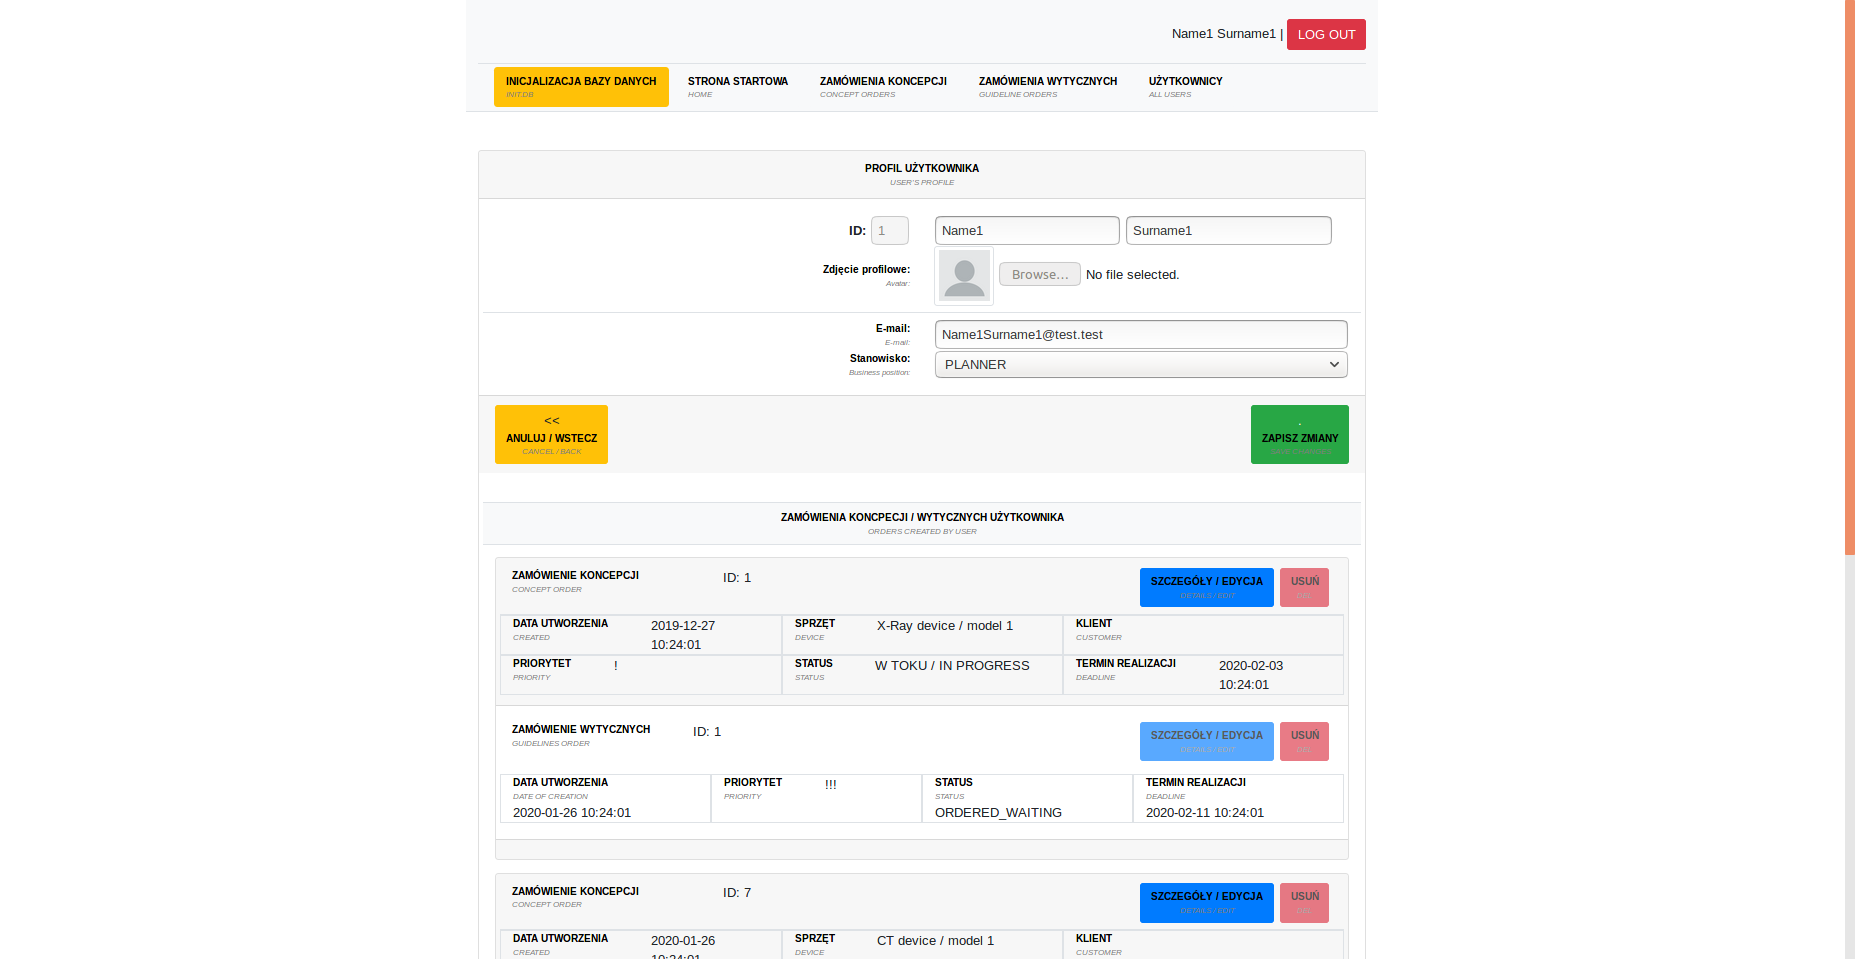 Name1 Surname1 | LOG OUT
INICJALIZACJA BAZY DANYCH STRONA STARTOWA ZAMÓWIENIA KONCEPCJI ZAMÓWIENIA WYTYCZNYCH UŻYTKOWNICY
INIT.DB HOME CONCEPT ORDERS GUIDELINE ORDERS ALL USERS
PROFIL UŻYTKOWNIKA
USER'S PROFILE
ID: 1 Name1 Surname1
Zdjęcie profilowe:
Avatar:
Browse... No file selected.
E-mail:
E-mail:
Name1Surname1@test.test
Stanowisko:
Business position:
PLANNER
<<
ANULUJ / WSTECZ
CANCEL / BACK
.
ZAPISZ ZMIANY
ZAMÓWIENIA KONCPECJI / WYTYCZNYCH UŻYTKOWNIKA
ORDERS CREATED BY USER
ZAMÓWIENIE KONCEPCJI ID: 1 SZCZEGÓŁY / EDYCJA USUŃ
CONCEPT ORDER DETAILS / EDIT DEL
DATA UTWORZENIA 2019-12-27 SPRZĘT X-Ray device / model 1 KLIENT
CREATED 10:24:01 DEVICE CUSTOMER
PRIORYTET ! STATUS W TOKU / IN PROGRESS TERMIN REALIZACJI 2020-02-03
PRIORITY STATUS DEADLINE 10:24:01
ZAMÓWIENIE WYTYCZNYCH ID: 1 SZCZEGÓŁY / EDYCJA USUŃ
GUIDELINES ORDER DETAILS / EDIT DEL
DATA UTWORZENIA PRIORYTET !!! STATUS TERMIN REALIZACJI
DATE OF CREATION PRIORITY STATUS DEADLINE
2020-01-26 10:24:01 ORDERED_WAITING 2020-02-11 10:24:01
ZAMÓWIENIE KONCEPCJI ID: 7 SZCZEGÓŁY / EDYCJA USUŃ
CONCEPT ORDER DETAILS / EDIT DEL
DATA UTWORZENIA 2020-01-26 SPRZĘT CT device / model 1 KLIENT
CREATED 10:24:01 DEVICE CUSTOMER